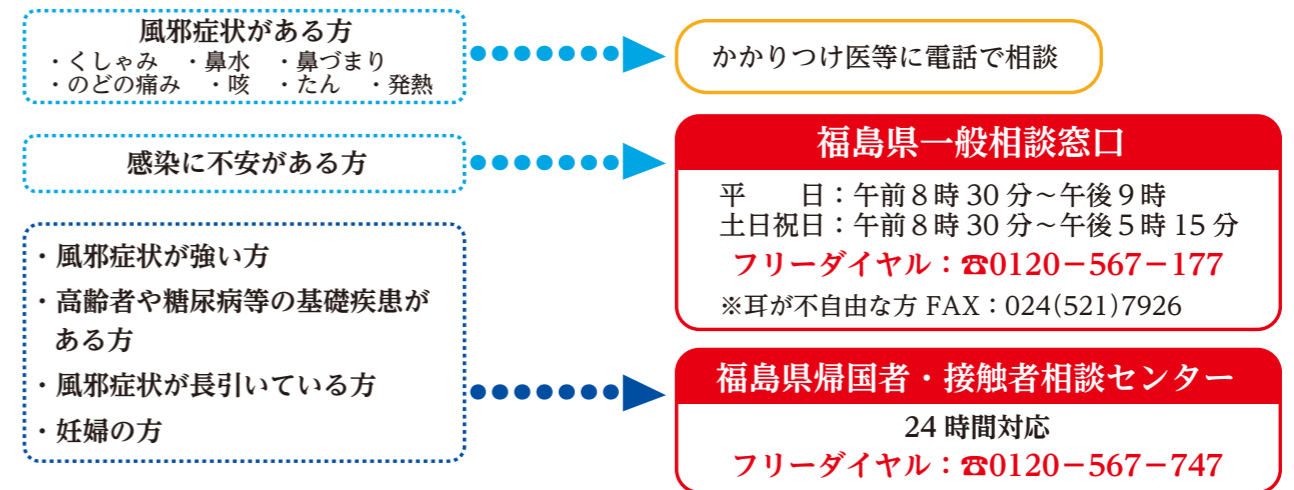 風邪症状がある方
・くしゃみ ・鼻水 ・鼻づまり
・のどの痛み ・咳 ・たん ・発熱
かかりつけ医等に電話で相談
感染に不安がある方
福島県一般相談窓口
平　　日：午前８時 30 分～午後９時
土日祝日：午前８時 30 分～午後５時 15 分
フリーダイヤル：☎0120－567－177
※耳が不自由な方 FAX：024(521)7926
・風邪症状が強い方
・高齢者や糖尿病等の基礎疾患が
ある方
・風邪症状が長引いている方
・妊婦の方
福島県帰国者・接触者相談センター
24 時間対応
フリーダイヤル：☎0120－567－747